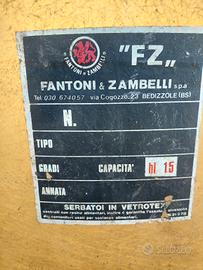 "FZ"
FANTONI & ZAMBELLI
FANTONI & ZAMBELLI s.p.a.
Tel. 030 674057 via Cogozzo, 23 BEDIZZOLE (BS)
N.
TIPO
GRADI CAPACITA' hl 15
ANNATA
SERBATOI IN VETROTEX
subito